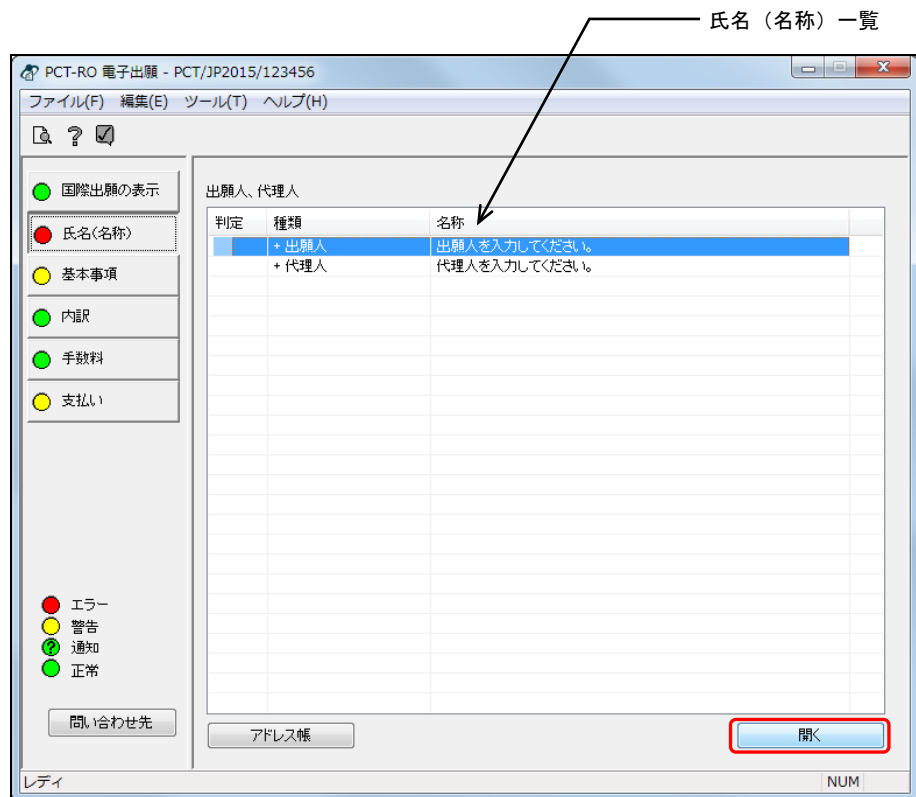 氏名（名称）一覧
PCT-RO 電子出願 - PCT/JP2015/123456
ファイル(F) 編集(E) ツール(T) ヘルプ(H)
国際出願の表示
氏名(名称)
基本事項
内訳
手数料
支払い
エラー
警告
通知
正常
問い合わせ先
出願人、代理人
判定 種類 名称
+ 出願人 出願人を入力してください。
+ 代理人 代理人を入力してください。
アドレス帳
開く
レディ
NUM